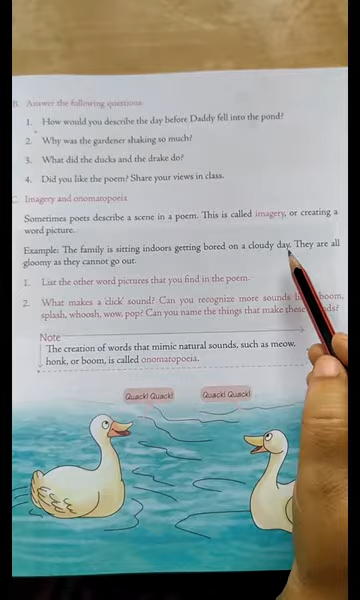 B. Answer the following questions.
1. How would you describe the day before Daddy fell into the pond?
2. Why was the gardener shaking so much?
3. What did the ducks and the drake do?
4. Did you like the poem? Share your views in class.
C. Imagery and onomatopoeia
Sometimes poets describe a scene in a poem. This is called imagery, or creating a
word picture.
Example: The family is sitting indoors getting bored on a cloudy day. They are all
gloomy as they cannot go out.
1. List the other word pictures that you find in the poem.
2. What makes a 'click' sound? Can you recognize more sounds boom,
splash, whoosh, wow, pop? Can you name the things that make these
Note
The creation of words that mimic natural sounds, such as meow,
honk, or boom, is called onomatopoeia.
Quack! Quack!
Quack! Quack!